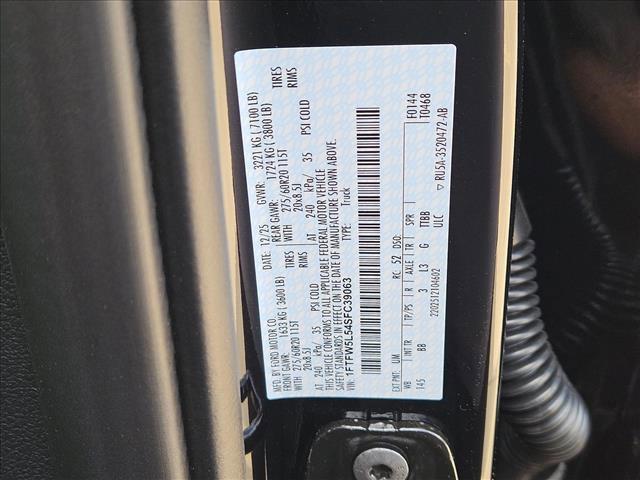 MFD. BY FORD MOTOR CO. 12/25 GVWR: 3221 KG ( 7100 LB)
FRONT GAWR: 1633 KG ( 3600 LB) REAR GAWR: 1724 KG ( 3800 LB)
WITH 275/60R20 115T TIRES WITH 275/60R20 115T TIRES
20x8.5J RIMS 20x8.5J RIMS
AT 240 kPa/ 35 PSI COLD AT 240 kPa/ 35 PSI COLD
THIS VEHICLE CONFORMS TO ALL APPLICABLE FEDERAL MOTOR VEHICLE
SAFETY STANDARDS IN EFFECT ON THE DATE OF MANUFACTURE SHOWN ABOVE.
VIN: 1FTFW5L54SFC39063 Truck
F0144
T0468
EXT PNT: UM RC: 52 DSO:
WB INT TR TP/PS R AXLE TR SPR
145 BB 3 L3 G TTBB ULC
2202512104602 ▽ RU5A-3520472-AB